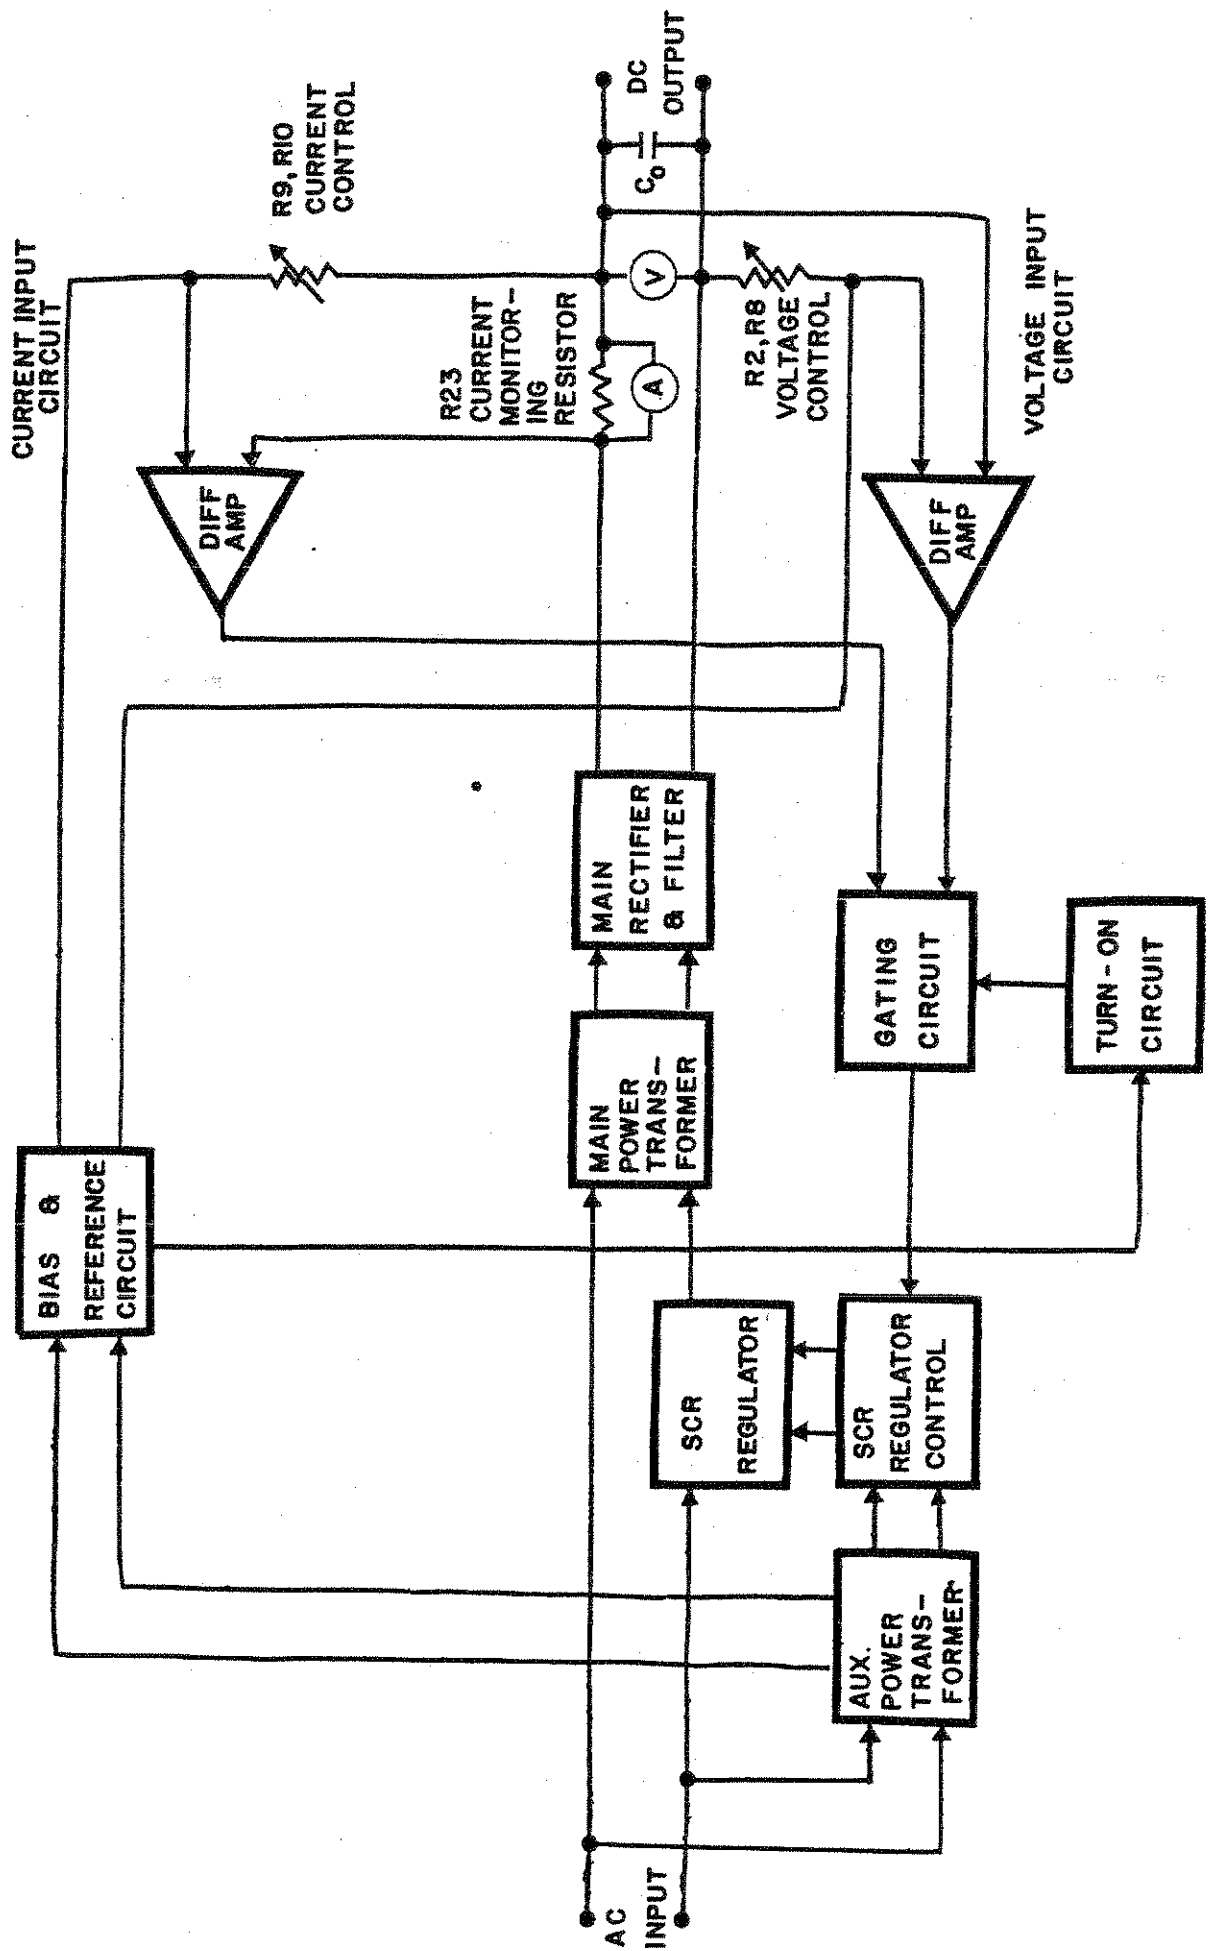 CURRENT INPUT
CIRCUIT
R9, R10
CURRENT
CONTROL
DIFF
AMP
BIAS &
REFERENCE
CIRCUIT
R23
CURRENT
MONITOR-
ING
RESISTOR
A
V
Co
DC
OUTPUT
MAIN
RECTIFIER
& FILTER
MAIN
POWER
TRANS-
FORMER
AC
INPUT
SCR
REGULATOR
R2, R8
VOLTAGE
CONTROL
SCR
REGULATOR
CONTROL
AUX.
POWER
TRANS-
FORMER
GATING
CIRCUIT
DIFF
AMP
VOLTAGE INPUT
CIRCUIT
TURN-ON
CIRCUIT